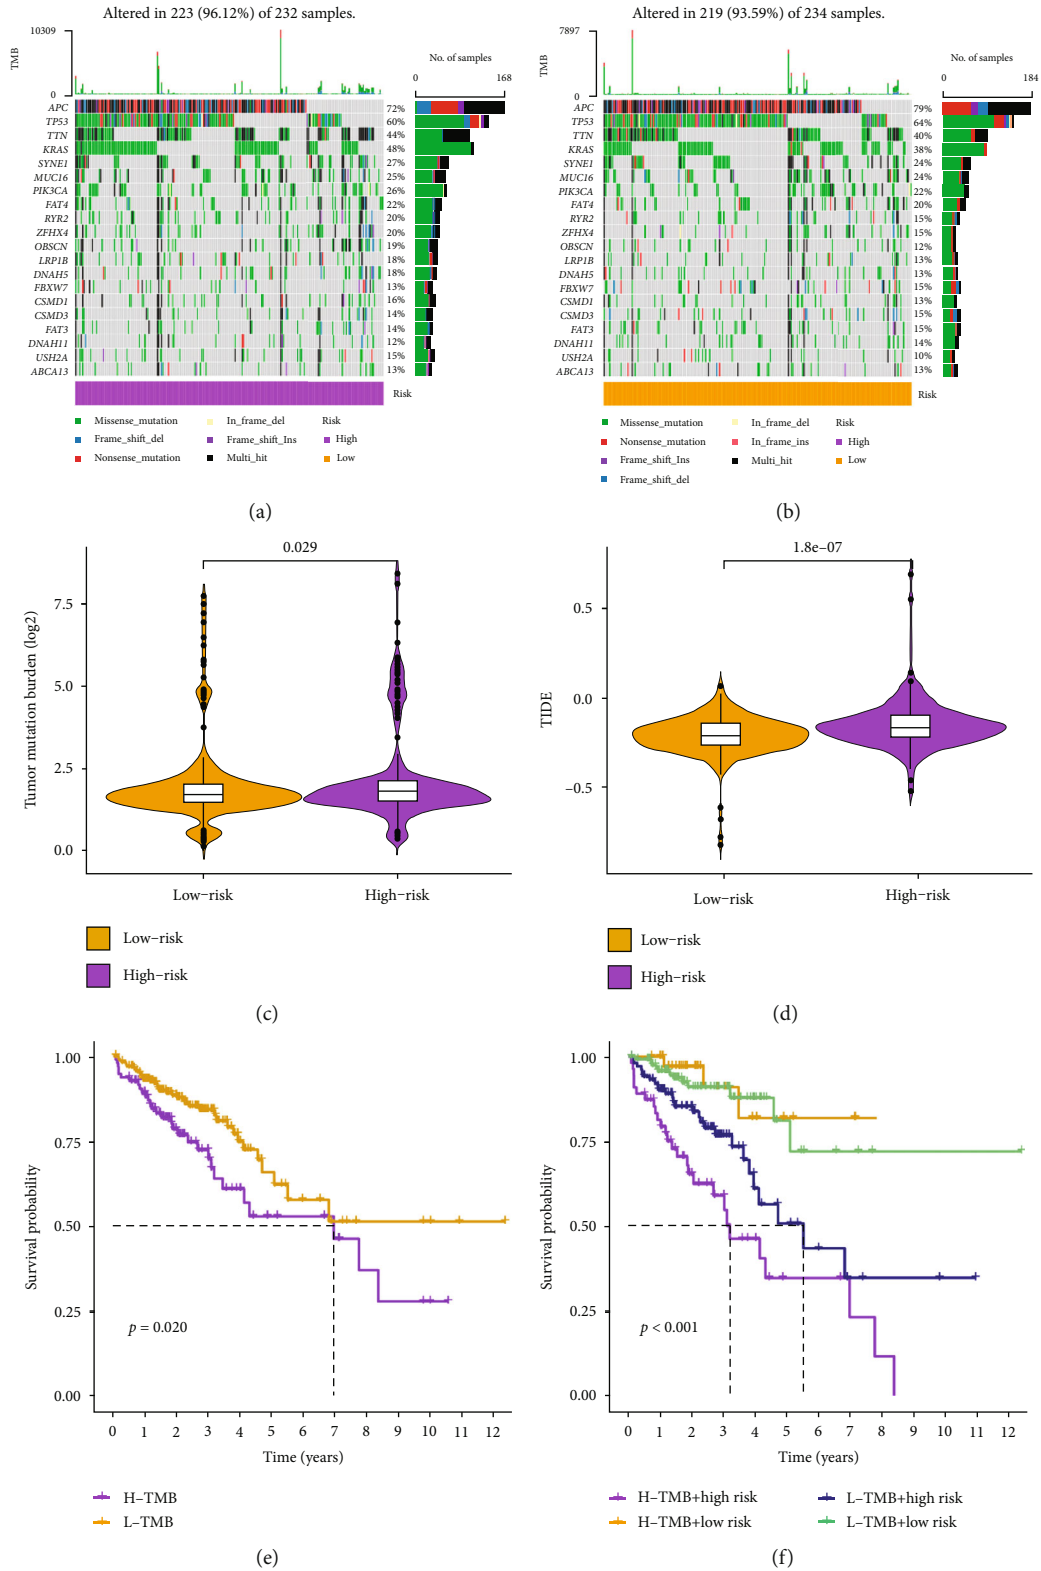 Altered in 223 (96.12%) of 232 samples.
10309
TMB
0
No. of samples
0 168
APC 72%
TP53 60%
TTN 44%
KRAS 48%
SYNE1 27%
MUC16 25%
PIK3CA 26%
FAT4 22%
RYR2 20%
ZFHX4 20%
OBSCN 19%
LRP1B 18%
DNAH5 18%
FBXW7 13%
CSMD1 16%
CSMD3 14%
FAT3 14%
DNAH11 12%
USH2A 15%
ABCA13 13%
Risk
Missense_mutation In_frame_del Risk
Frame_shift_del Frame_shift_Ins High
Nonsense_mutation Multi_hit Low
(a)
Altered in 219 (93.59%) of 234 samples.
7897
TMB
0
No. of samples
0 184
APC 79%
TP53 64%
TTN 40%
KRAS 38%
SYNE1 24%
MUC16 24%
PIK3CA 22%
FAT4 20%
RYR2 15%
ZFHX4 15%
OBSCN 12%
LRP1B 13%
DNAH5 13%
FBXW7 15%
CSMD1 13%
CSMD3 15%
FAT3 15%
DNAH11 14%
USH2A 10%
ABCA13 13%
Risk
Missense_mutation In_frame_del Risk
Nonsense_mutation In_frame_ins High
Frame_shift_Ins Multi_hit Low
Frame_shift_del
(b)
0.029
Tumor mutation burden (log2)
7.5
5.0
2.5
0.0
Low−risk High−risk
Low−risk
High−risk
(c)
1.8e−07
TIDE
0.5
0.0
−0.5
Low−risk High−risk
Low−risk
High−risk
(d)
Survival probability
1.00
0.75
0.50
0.25
0.00
p = 0.020
0 1 2 3 4 5 6 7 8 9 10 11 12
Time (years)
H−TMB
L−TMB
(e)
Survival probability
1.00
0.75
0.50
0.25
0.00
p < 0.001
0 1 2 3 4 5 6 7 8 9 10 11 12
Time (years)
H−TMB+high risk L−TMB+high risk
H−TMB+low risk L−TMB+low risk
(f)